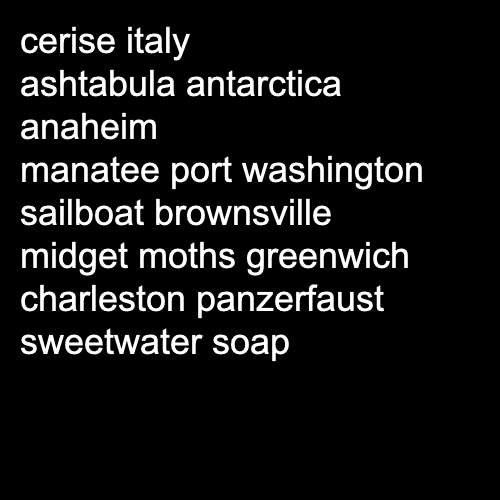 cerise italy
ashtabula antarctica
anaheim
manatee port washington
sailboat brownsville
midget moths greenwich
charleston panzerfaust
sweetwater soap